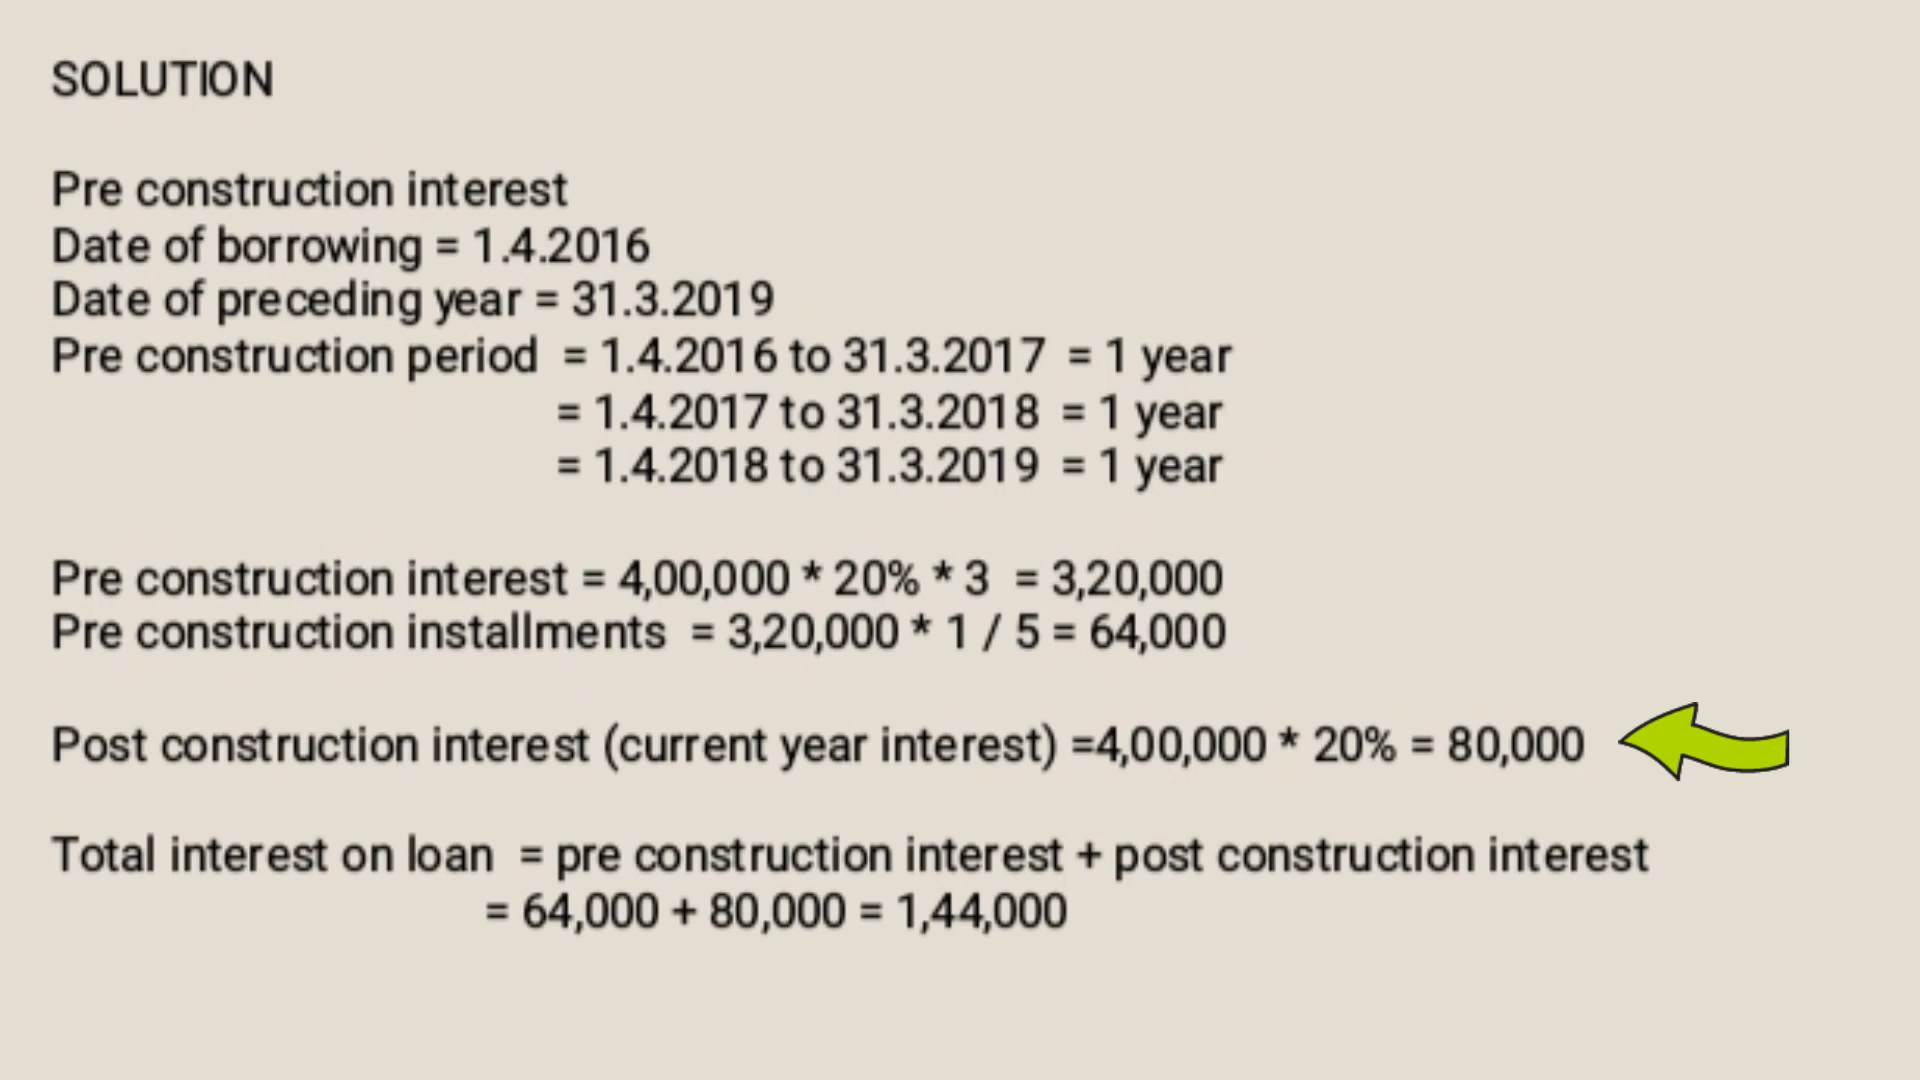 SOLUTION
Pre construction interest
Date of borrowing = 1.4.2016
Date of preceding year = 31.3.2019
Pre construction period = 1.4.2016 to 31.3.2017 = 1 year
= 1.4.2017 to 31.3.2018 = 1 year
= 1.4.2018 to 31.3.2019 = 1 year
Pre construction interest = 4,00,000 * 20% * 3 = 3,20,000
Pre construction installments = 3,20,000 * 1 / 5 = 64,000
Post construction interest (current year interest) =4,00,000 * 20% = 80,000
Total interest on loan = pre construction interest + post construction interest
= 64,000 + 80,000 = 1,44,000